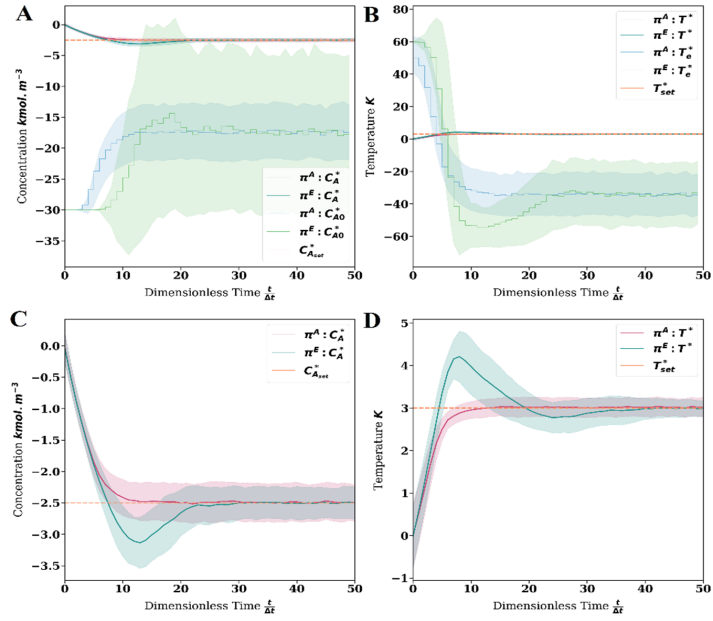 A
Concentration kmol. m⁻³
0
−5
−10
−15
−20
−25
−30
−35
π^A : C_A^*
π^E : C_A^*
π^A : C_A0^*
π^E : C_A0^*
C_Aset^*
0 10 20 30 40 50
Dimensionless Time t/Δt
B
Temperature K
80
60
40
20
0
−20
−40
−60
π^A : T^*
π^E : T^*
π^A : T_e^*
π^E : T_e^*
T_set^*
0 10 20 30 40 50
Dimensionless Time t/Δt
C
Concentration kmol. m⁻³
0.0
−0.5
−1.0
−1.5
−2.0
−2.5
−3.0
−3.5
π^A : C_A^*
π^E : C_A^*
C_Aset^*
0 10 20 30 40 50
Dimensionless Time t/Δt
D
Temperature K
5
4
3
2
1
0
−1
π^A : T^*
π^E : T^*
T_set^*
0 10 20 30 40 50
Dimensionless Time t/Δt